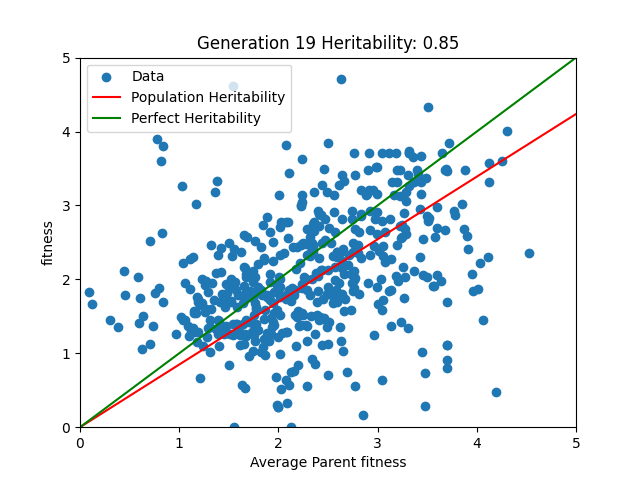 Generation 19 Heritability: 0.85
Data
Population Heritability
Perfect Heritability
5
4
3
2
1
0
fitness
0 1 2 3 4 5
Average Parent fitness